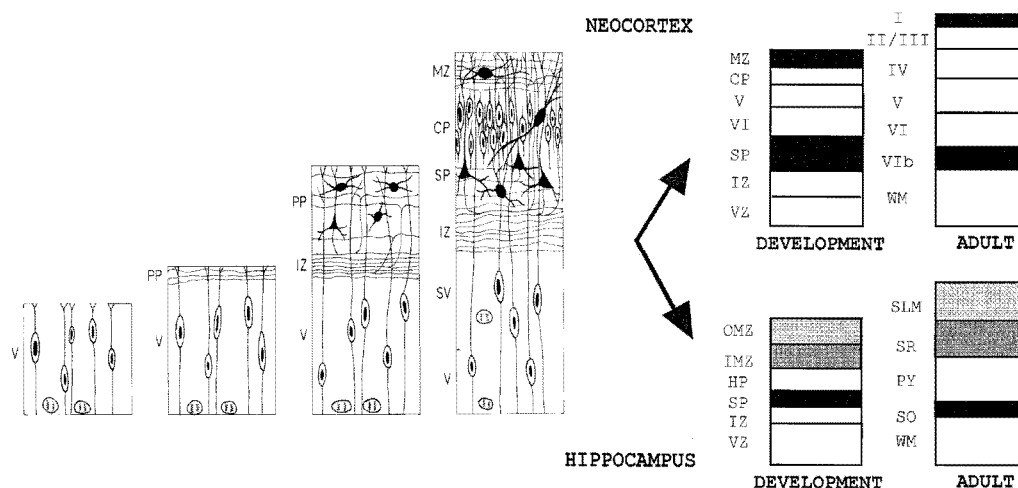 NEOCORTEX
V
PP
V
PP
IZ
V
MZ
CP
SP
IZ
SV
V
MZ
CP
V
VI
SP
IZ
VZ
DEVELOPMENT
I
II/III
IV
V
VI
VIb
WM
ADULT
OMZ
IMZ
HP
SP
IZ
VZ
DEVELOPMENT
SLM
SR
PY
SO
WM
ADULT
HIPPOCAMPUS